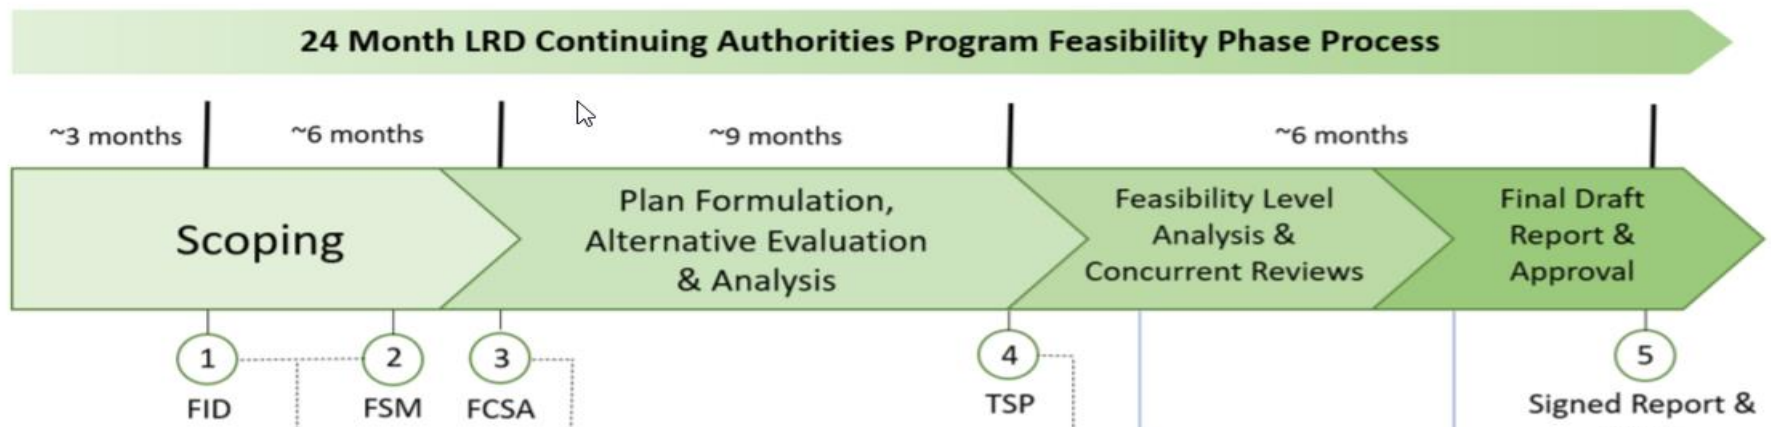 24 Month LRD Continuing Authorities Program Feasibility Phase Process
~3 months
~6 months
~9 months
~6 months
Scoping
Plan Formulation,
Alternative Evaluation
& Analysis
Feasibility Level
Analysis &
Concurrent Reviews
Final Draft
Report &
Approval
1
2
3
4
5
FID
FSM
FCSA
TSP
Signed Report &